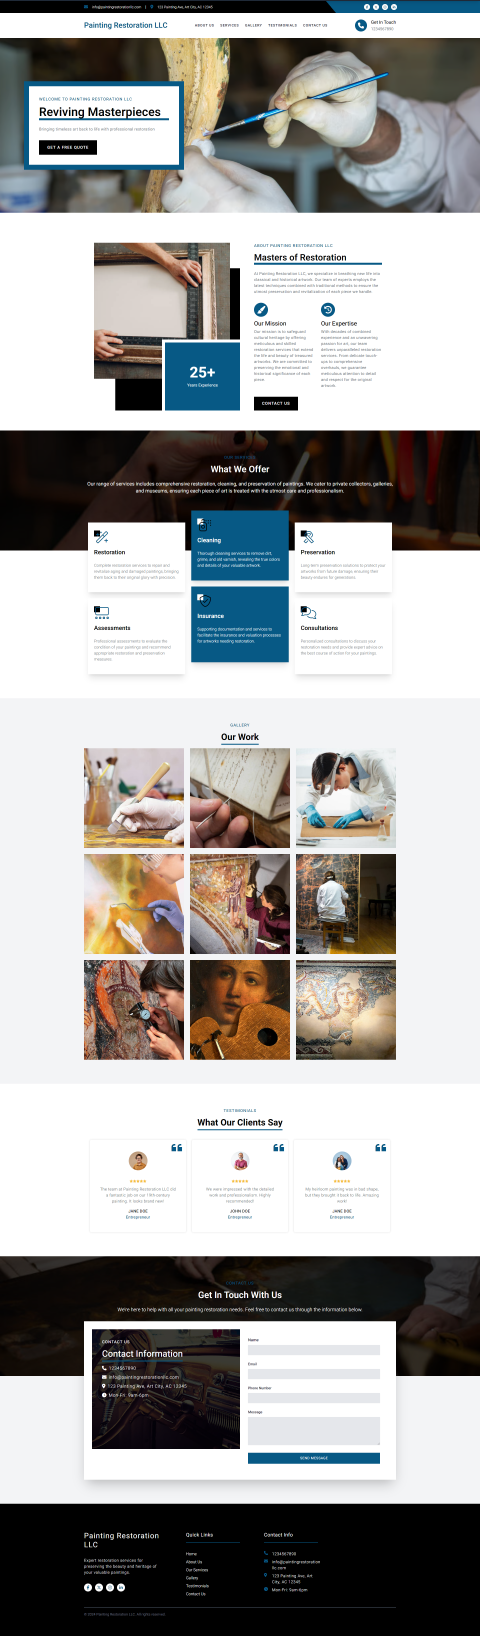 info@paintingrestorationllc.com | 123 Painting Ave, Art City, AC 12345
Painting Restoration LLC
ABOUT US SERVICES GALLERY TESTIMONIALS CONTACT US
Get In Touch
1234567890
WELCOME TO PAINTING RESTORATION LLC
Reviving Masterpieces
Bringing timeless art back to life with professional restoration
GET A FREE QUOTE
ABOUT PAINTING RESTORATION LLC
Masters of Restoration
At Painting Restoration LLC, we specialize in breathing new life into
classical and historical artwork. Our team of experts employs the
latest techniques combined with traditional methods to ensure the
utmost preservation and revitalization of each piece we handle.
Our Mission
Our mission is to safeguard
cultural heritage by offering
meticulous and skilled
restoration services that extend
the life and beauty of treasured
artworks. We are committed to
preserving the emotional and
historical significance of each
piece.
Our Expertise
With decades of combined
experience and an unwavering
passion for art, our team
delivers unparalleled restoration
services. From delicate touch-
ups to comprehensive
overhauls, we guarantee
meticulous attention to detail
and respect for the original
artwork.
25+
Years Experience
CONTACT US
OUR SERVICES
What We Offer
Our range of services includes comprehensive restoration, cleaning, and preservation of paintings. We cater to private collectors, galleries,
and museums, ensuring each piece of art is treated with the utmost care and professionalism.
Restoration
Complete restoration services to repair and
revitalize aging and damaged paintings bringing
them back to their original glory with precision.
Cleaning
Thorough cleaning services to remove dirt,
grime, and old varnish, revealing the true colors
and details of your valuable artwork.
Preservation
Long-term preservation solutions to protect your
artworks from future damage, ensuring their
beauty endures for generations.
Assessments
Professional assessments to evaluate the
condition of your paintings and recommend
appropriate restoration and preservation
measures.
Insurance
Supporting documentation and services to
facilitate the insurance and valuation processes
for artworks needing restoration.
Consultations
Personalized consultations to discuss your
restoration needs and provide expert advice on
the best course of action for your paintings.
GALLERY
Our Work
TESTIMONIALS
What Our Clients Say
The team at Painting Restoration LLC did
a fantastic job on our 19th century
painting. It looks brand new!
JANE DOE
Entrepreneur
We were impressed with the detailed
work and professionalism. Highly
recommended!
JOHN DOE
Entrepreneur
My heirloom painting was in bad shape,
but they brought it back to life. Amazing
work!
JANE DOE
Entrepreneur
CONTACT US
Get In Touch With Us
We're here to help with all your painting restoration needs. Feel free to contact us through the information below.
CONTACT US
Contact Information
1234567890
info@paintingrestorationllc.com
123 Painting Ave, Art City, AC 12345
Mon-Fri: 9am-6pm
Name
Email
Phone Number
Message
SEND MESSAGE
Painting Restoration
LLC
Expert restoration services for
preserving the beauty and heritage of
your valuable paintings.
Quick Links
Home
About Us
Our Services
Gallery
Testimonials
Contact Us
Contact Info
1234567890
info@paintingrestoration
llc.com
123 Painting Ave, Art
City, AC 12345
Mon-Fri: 9am-6pm
© 2024 Painting Restoration LLC. All rights reserved.